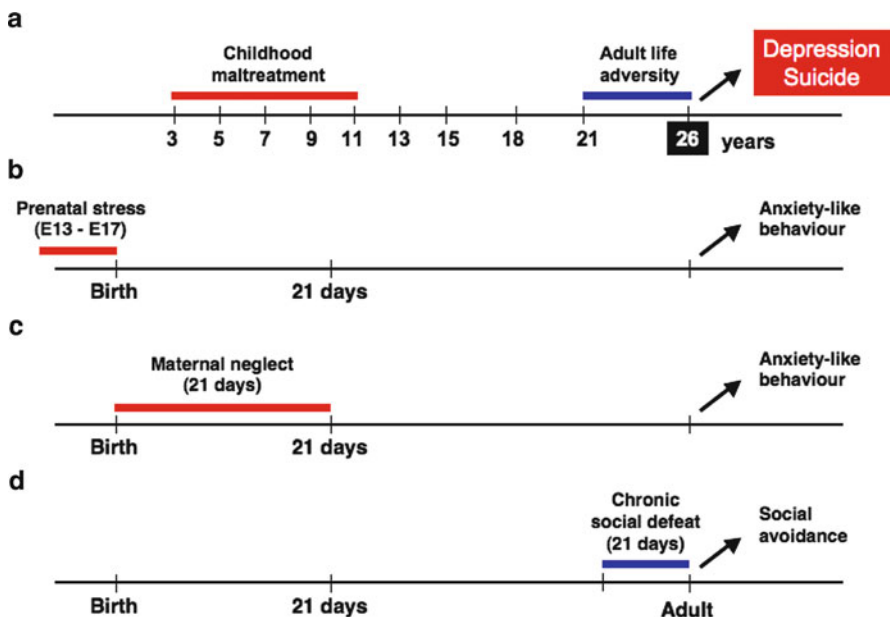 a
Childhood
maltreatment
Adult life
adversity
Depression
Suicide
3 5 7 9 11 13 15 18 21 26 years
b
Prenatal stress
(E13 - E17)
Anxiety-like
behaviour
Birth 21 days
c
Maternal neglect
(21 days)
Anxiety-like
behaviour
Birth 21 days
d
Chronic
social defeat
(21 days)
Social
avoidance
Birth 21 days Adult